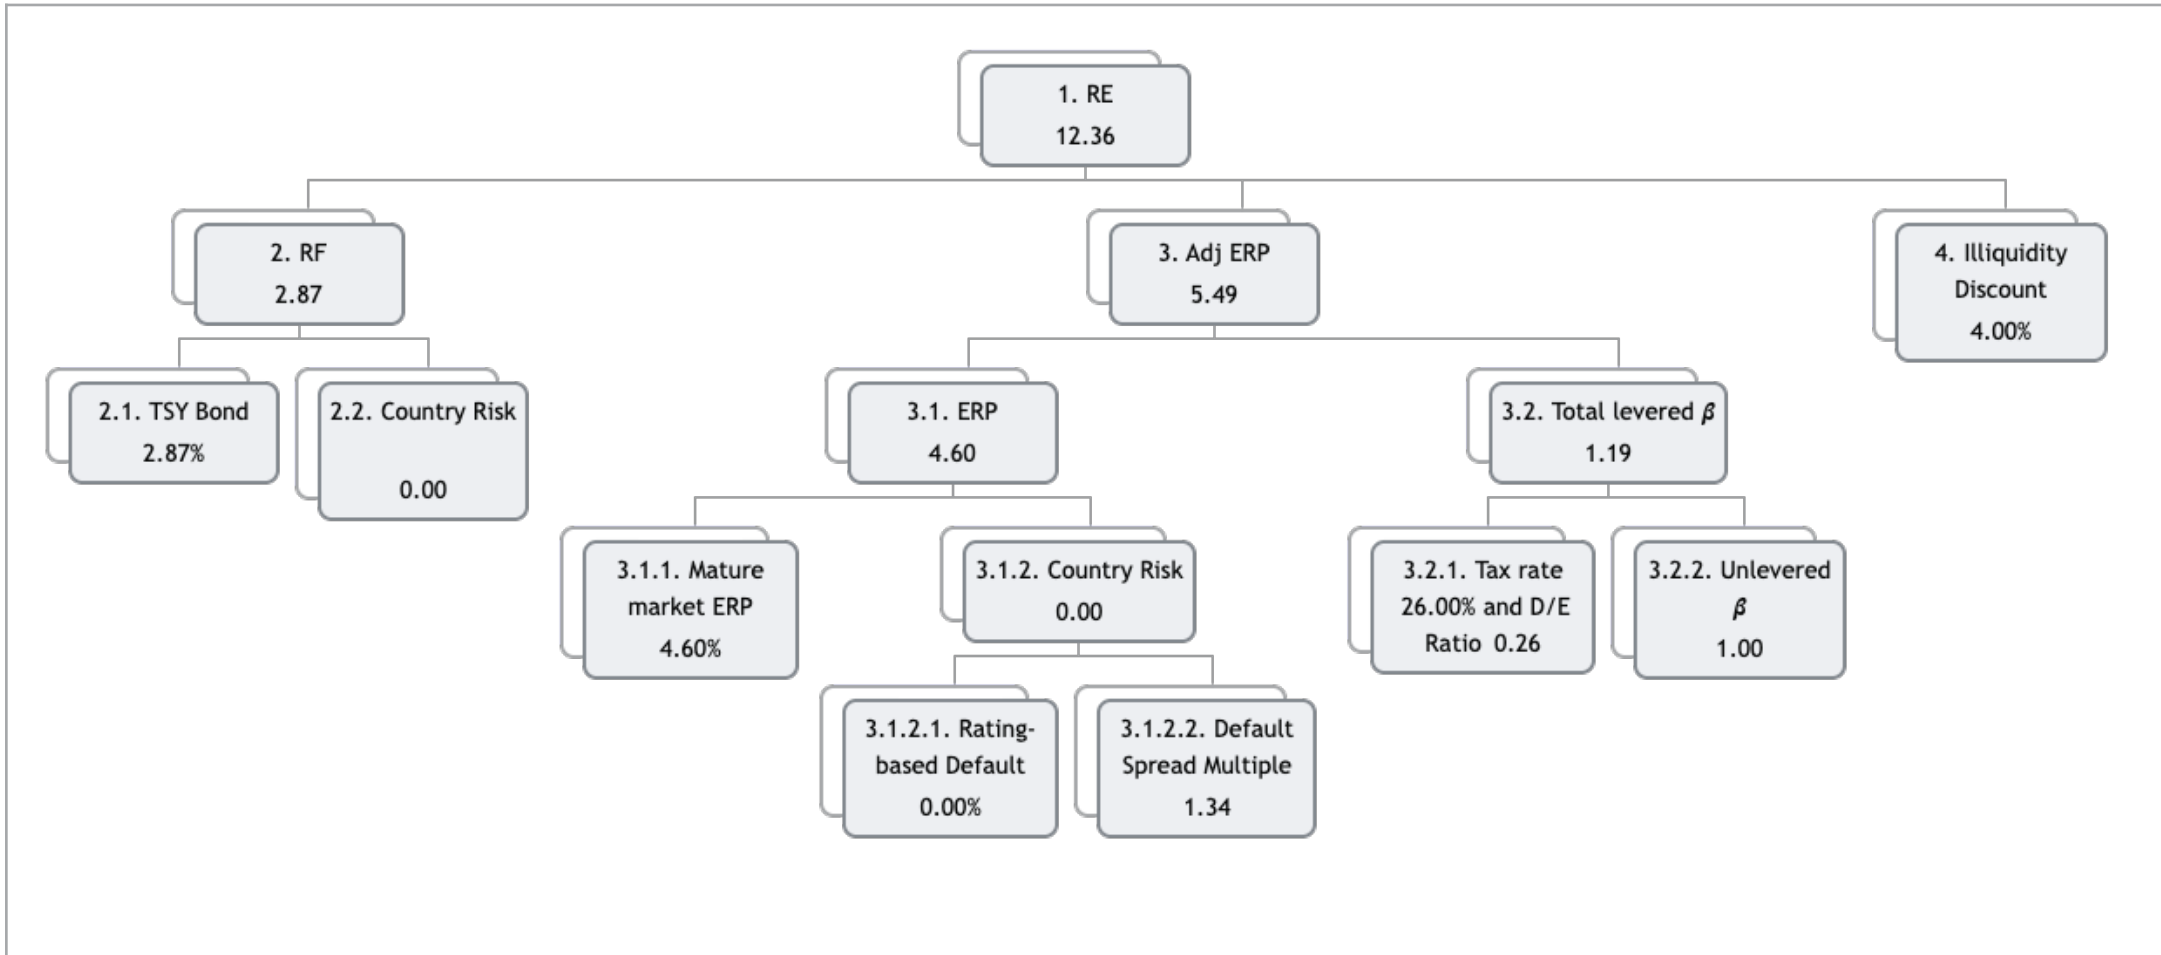 1. RE
12.36
2. RF
2.87
3. Adj ERP
5.49
4. Illiquidity
Discount
4.00%
2.1. TSY Bond
2.87%
2.2. Country Risk
0.00
3.1. ERP
4.60
3.2. Total levered β
1.19
3.1.1. Mature
market ERP
4.60%
3.1.2. Country Risk
0.00
3.2.1. Tax rate
26.00% and D/E
Ratio 0.26
3.2.2. Unlevered
β
1.00
3.1.2.1. Rating-
based Default
0.00%
3.1.2.2. Default
Spread Multiple
1.34